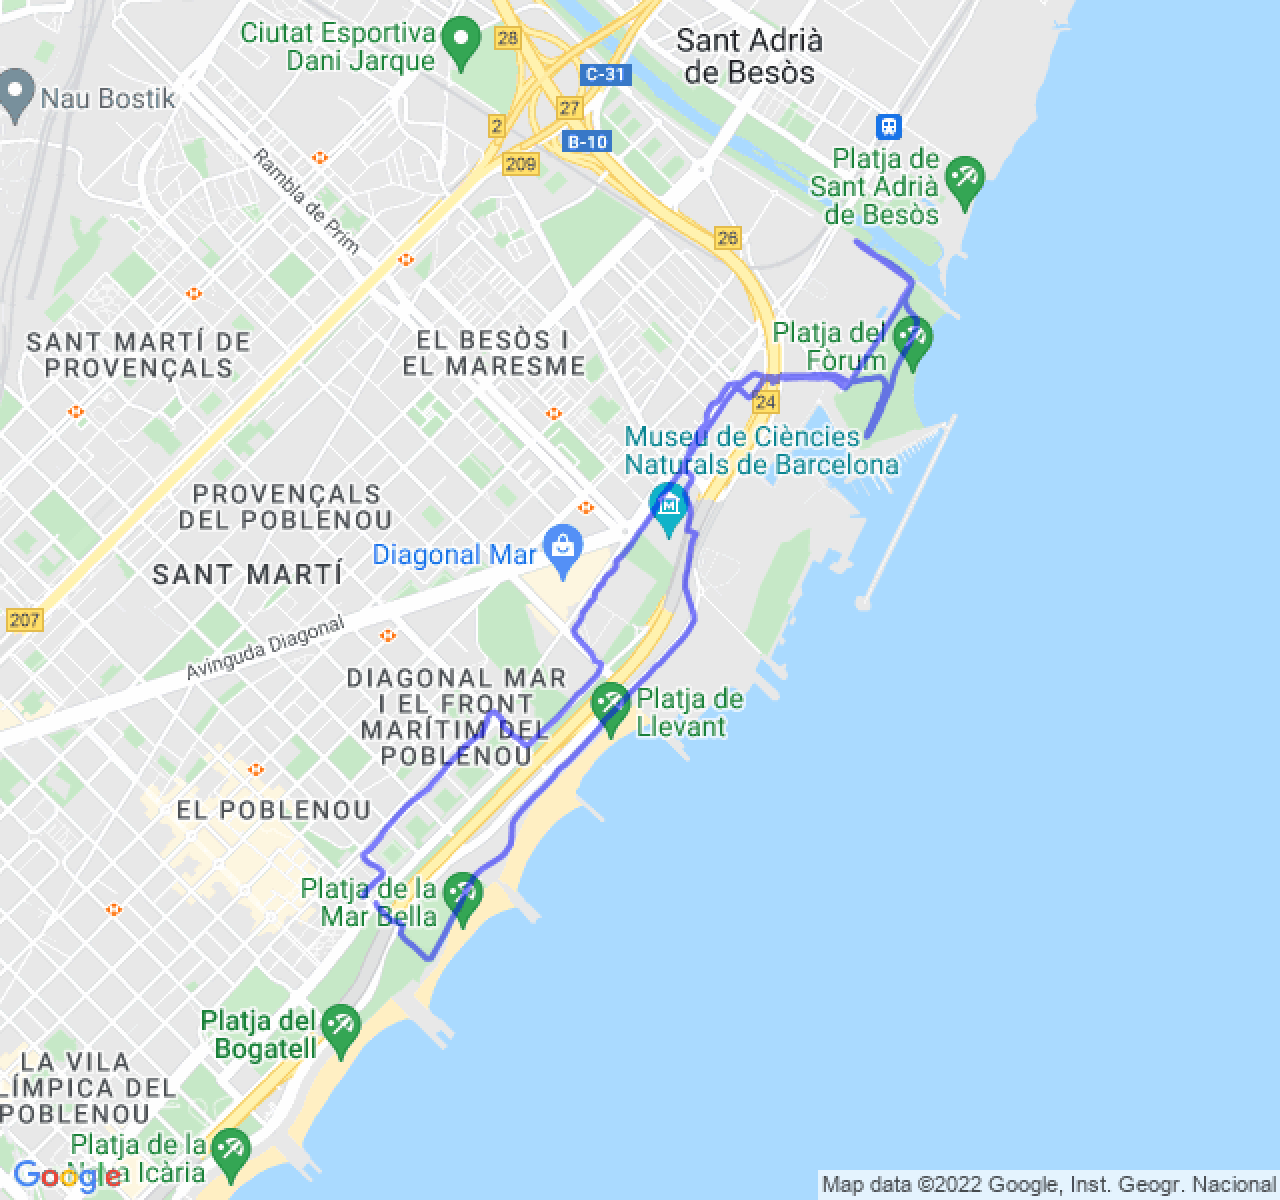 Ciutat Esportiva
Dani Jarque
28
Sant Adrià
de Besòs
C-31
Nau Bostik
27
2
B-10
209
Rambla de Prim
Platja de
Sant Adrià
de Besòs
26
SANT MARTÍ DE
PROVENÇALS
EL BESÒS I
EL MARESME
Platja del
Fòrum
24
Museu de Ciències
Naturals de Barcelona
M
PROVENÇALS
DEL POBLENOU
Diagonal Mar
SANT MARTÍ
207
Avinguda Diagonal
DIAGONAL MAR
I EL FRONT
MARÍTIM DEL
POBLENOU
Platja de
Llevant
EL POBLENOU
Platja de la
Mar Bella
Platja del
Bogatell
LA VILA
LÍMPICA DEL
POBLENOU
Platja de la
Nova Icària
Google
Map data ©2022 Google, Inst. Geogr. Nacional